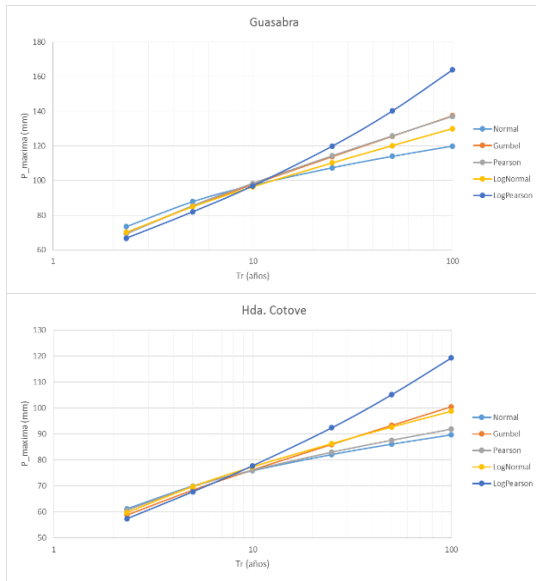 Guasabra
180
160
140
120
100
80
60
P_maxima (mm)
1
10
100
Tr (años)
Normal
Gumbel
Pearson
LogNormal
LogPearson
Hda. Cotove
130
120
110
100
90
80
70
60
50
P_maxima (mm)
1
10
100
Tr (años)
Normal
Gumbel
Pearson
LogNormal
LogPearson